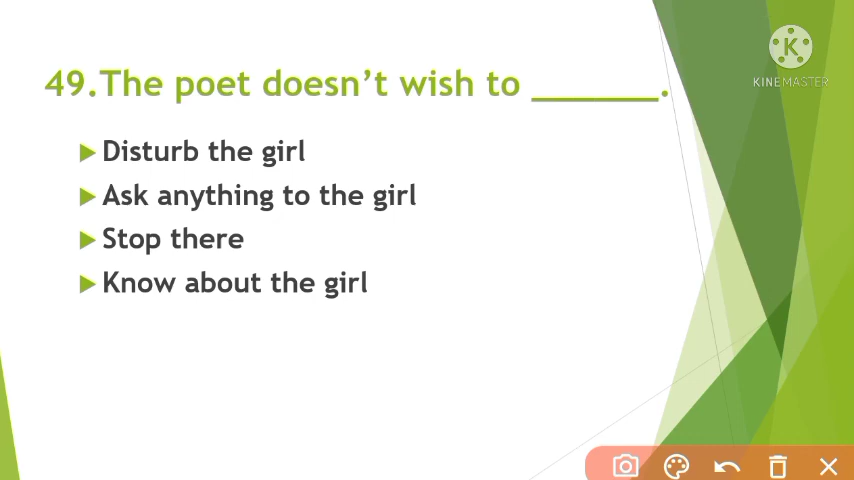 49.The poet doesn't wish to ______.
Disturb the girl
Ask anything to the girl
Stop there
Know about the girl
K
KINEMASTER